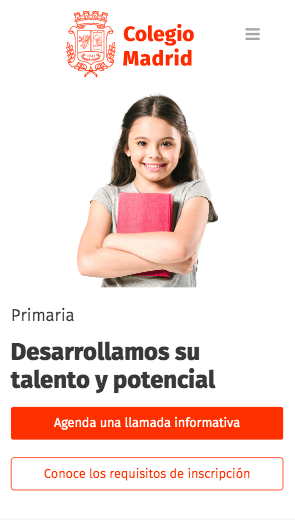 Colegio
Madrid
Primaria
Desarrollamos su
talento y potencial
Agenda una llamada informativa
Conoce los requisitos de inscripción